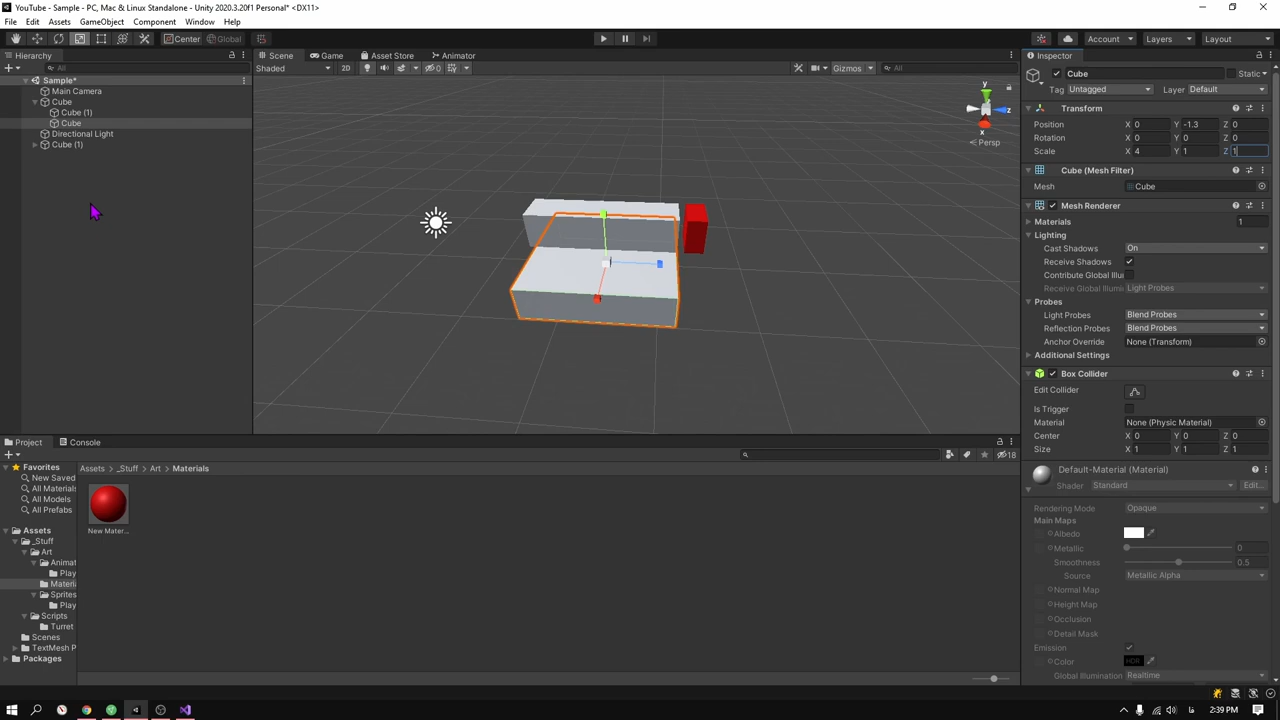 YouTube - Sample - PC, Mac & Linux Standalone - Unity 2020.3.20f1 Personal* <DX11>
File Edit Assets GameObject Component Window Help
Center Global Account Layers Layout
Hierarchy Scene Game Asset Store Animator Inspector
All Shaded 2D 0 Gizmos All Cube Static
Tag Untagged Layer Default
Sample*
Main Camera
Cube
Cube (1)
Cube
Directional Light
Cube (1)
y
z
x
Persp
Transform
Position X 0 Y -1.3 Z 0
Rotation X 0 Y 0 Z 0
Scale X 4 Y 1 Z 1
Cube (Mesh Filter)
Mesh Cube
Mesh Renderer
Materials 1
Lighting
Cast Shadows On
Receive Shadows
Contribute Global Illu
Receive Global Illumi Light Probes
Probes
Light Probes Blend Probes
Reflection Probes Blend Probes
Anchor Override None (Transform)
Additional Settings
Box Collider
Edit Collider
Is Trigger
Material None (Physic Material)
Center X 0 Y 0 Z 0
Size X 1 Y 1 Z 1
Default-Material (Material)
Shader Standard Edit...
Rendering Mode Opaque
Main Maps
Albedo
Metallic 0
Smoothness 0.5
Source Metallic Alpha
Normal Map
Height Map
Occlusion
Detail Mask
Emission
Color HDR
Global Illumination Realtime
Project Console
18
Favorites
New Saved
All Materials
All Models
All Prefabs
Assets
_Stuff
Art
Animat
Play
Materia
Sprites
Play
Scripts
Turret
Scenes
TextMesh P
Packages
Assets _Stuff Art Materials
New Mater...
2:39 PM